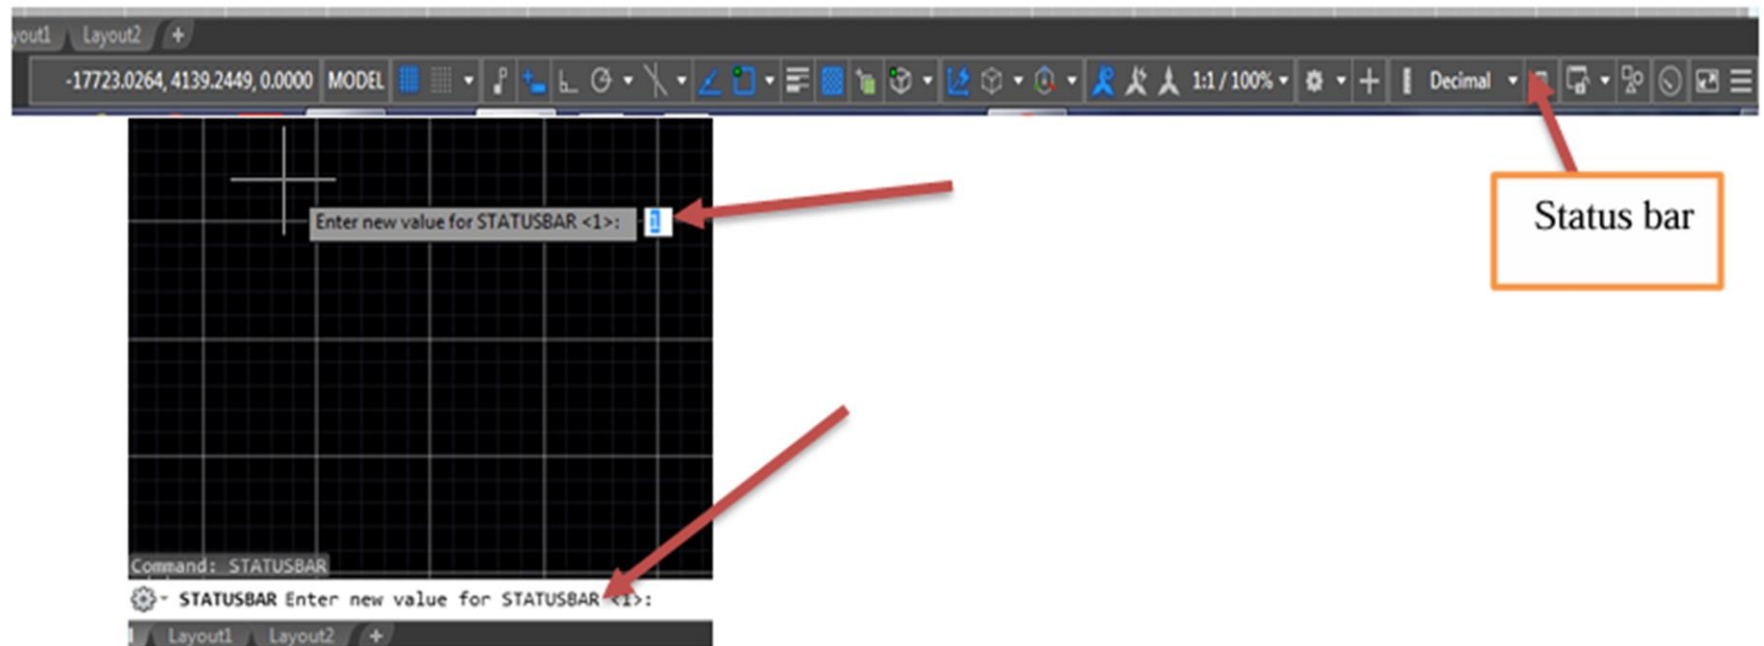 yout1 Layout2 +
-17723.0264, 4139.2449, 0.0000 MODEL 1:1 / 100% Decimal
Status bar
Enter new value for STATUSBAR <1>: 1
Command: STATUSBAR
STATUSBAR Enter new value for STATUSBAR <1>:
Layout1 Layout2 +